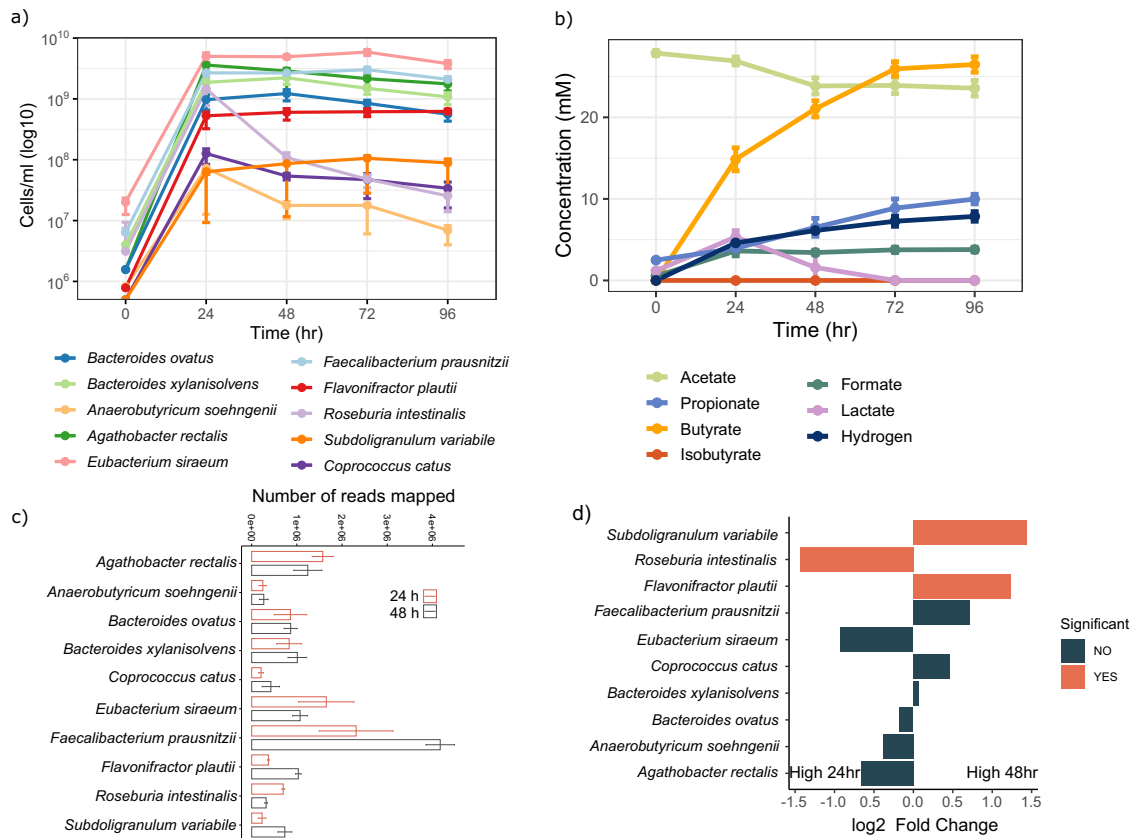 a)
Cells/ml (log10)
10^10
10^9
10^8
10^7
10^6
0 24 48 72 96
Time (hr)
Bacteroides ovatus
Bacteroides xylanisolvens
Anaerobutyricum soehngenii
Agathobacter rectalis
Eubacterium siraeum
Faecalibacterium prausnitzii
Flavonifractor plautii
Roseburia intestinalis
Subdoligranulum variabile
Coprococcus catus
b)
Concentration (mM)
20
10
0
0 24 48 72 96
Time (hr)
Acetate
Propionate
Butyrate
Isobutyrate
Formate
Lactate
Hydrogen
c)
Number of reads mapped
0e+00 1e+06 2e+06 3e+06 4e+06
Agathobacter rectalis
Anaerobutyricum soehngenii
Bacteroides ovatus
Bacteroides xylanisolvens
Coprococcus catus
Eubacterium siraeum
Faecalibacterium prausnitzii
Flavonifractor plautii
Roseburia intestinalis
Subdoligranulum variabile
24 h
48 h
d)
Subdoligranulum variabile
Roseburia intestinalis
Flavonifractor plautii
Faecalibacterium prausnitzii
Eubacterium siraeum
Coprococcus catus
Bacteroides xylanisolvens
Bacteroides ovatus
Anaerobutyricum soehngenii
Agathobacter rectalis
High 24hr
High 48hr
-1.5 -1.0 0.5 0.0 0.5 1.0 1.5
log2 Fold Change
Significant
NO
YES